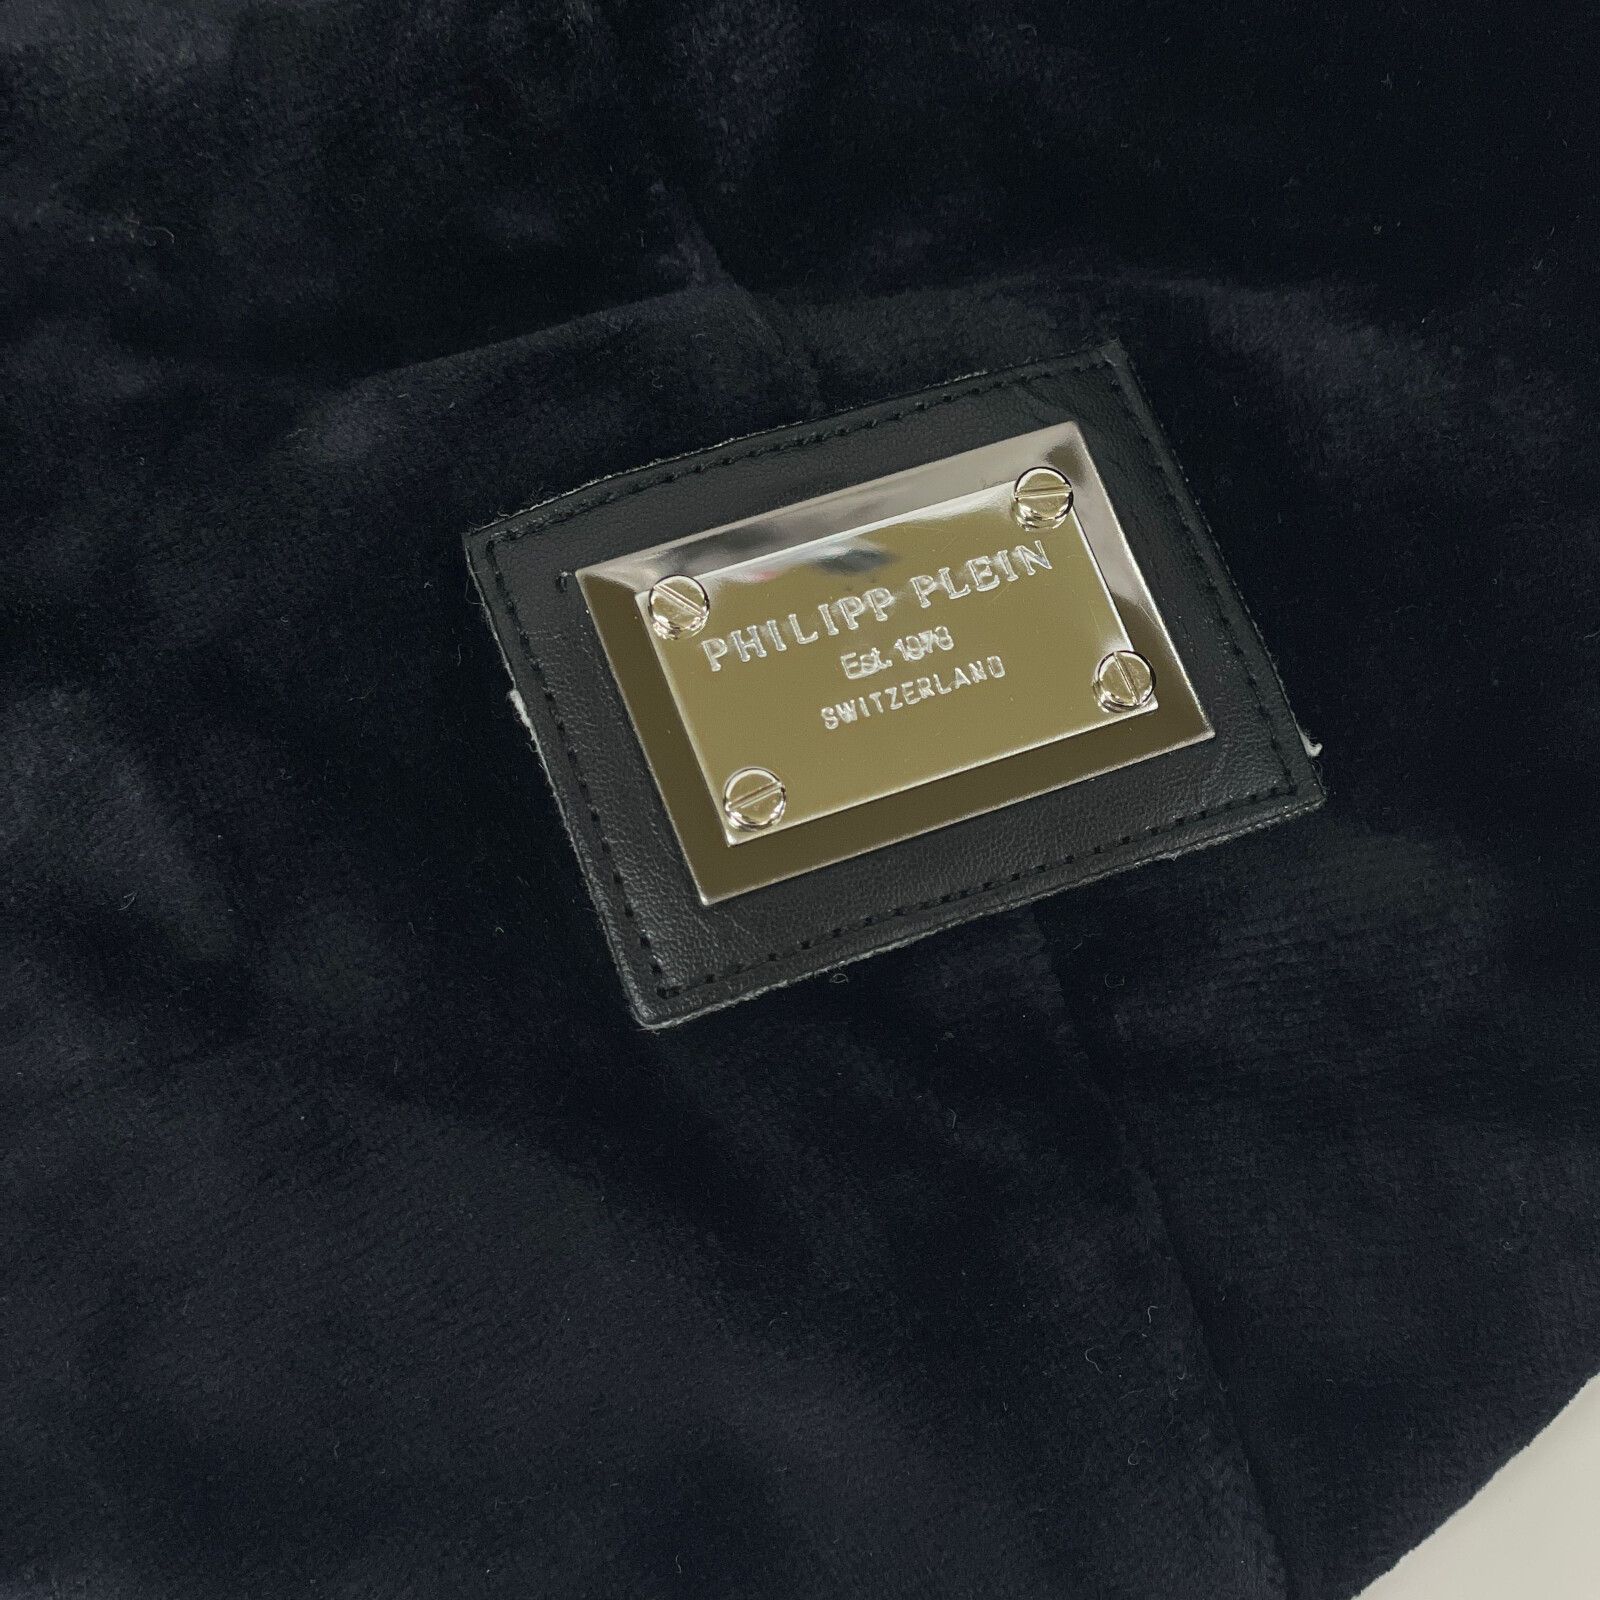 PHILIPP PLEIN
Est. 1978
SWITZERLAND